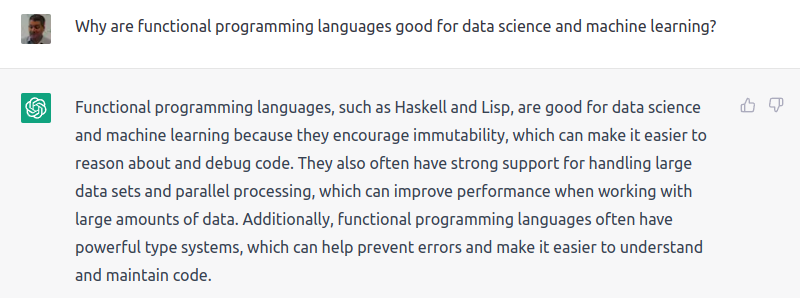 Why are functional programming languages good for data science and machine learning?
Functional programming languages, such as Haskell and Lisp, are good for data science
and machine learning because they encourage immutability, which can make it easier to
reason about and debug code. They also often have strong support for handling large
data sets and parallel processing, which can improve performance when working with
large amounts of data. Additionally, functional programming languages often have
powerful type systems, which can help prevent errors and make it easier to understand
and maintain code.